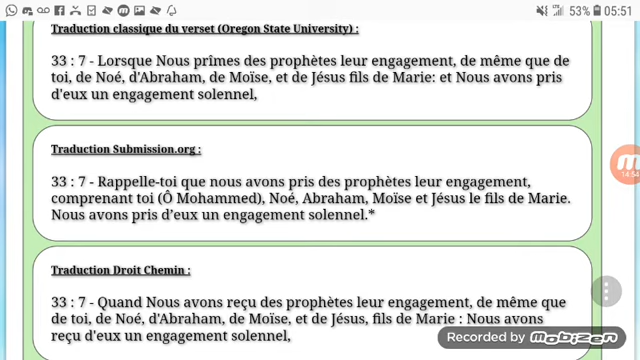 53% 05:51
Traduction classique du verset (Oregon State University) :
33 : 7 - Lorsque Nous prîmes des prophètes leur engagement, de même que de
toi, de Noé, d'Abraham, de Moïse, et de Jésus fils de Marie: et Nous avons pris
d'eux un engagement solennel,
Traduction Submission.org :
33 : 7 - Rappelle-toi que nous avons pris des prophètes leur engagement,
comprenant toi (Ô Mohammed), Noé, Abraham, Moïse et Jésus le fils de Marie.
Nous avons pris d’eux un engagement solennel.*
14:54
Traduction Droit Chemin :
33 : 7 - Quand Nous avons reçu des prophètes leur engagement, de même que
de toi, de Noé, d'Abraham, de Moïse, et de Jésus, fils de Marie : Nous avons
reçu d'eux un engagement solennel,
Recorded by Mobizen